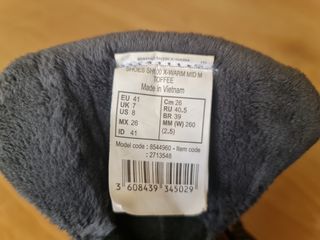 SHOES SH100 X-WARM MID M
TOFFEE
Made in Vietnam
EU 41
UK 7
US 8
MX 26
ID 41
Cm 26
RU 40.5
BR 39
MM (W) 260
(2.5)
Model code : 8544960 - Item code
: 2713548
3 608439 345029